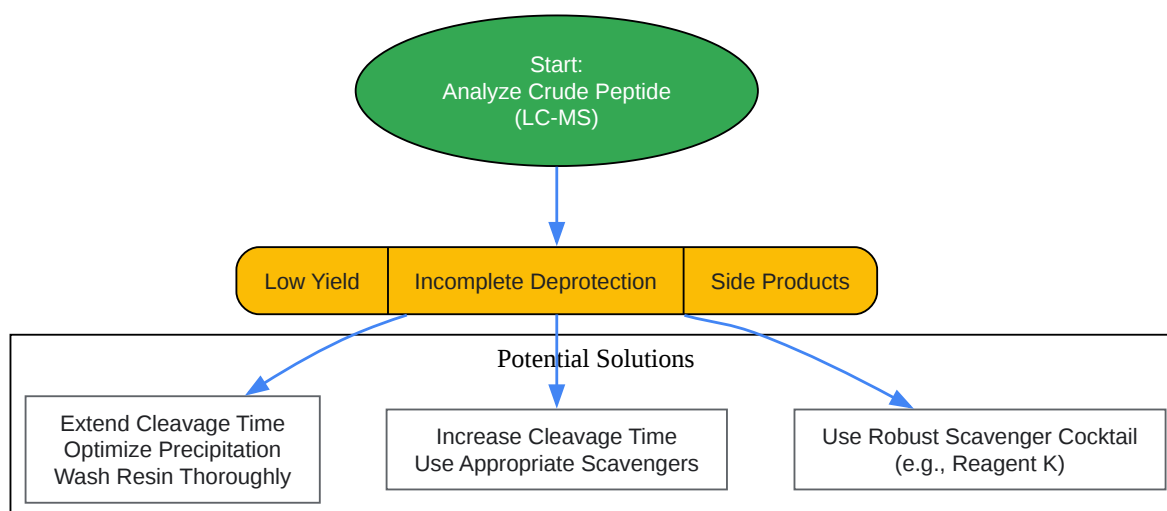 Start:
Analyze Crude Peptide
(LC-MS)
Low Yield
Incomplete Deprotection
Side Products
Potential Solutions
Extend Cleavage Time
Optimize Precipitation
Wash Resin Thoroughly
Increase Cleavage Time
Use Appropriate Scavengers
Use Robust Scavenger Cocktail
(e.g., Reagent K)